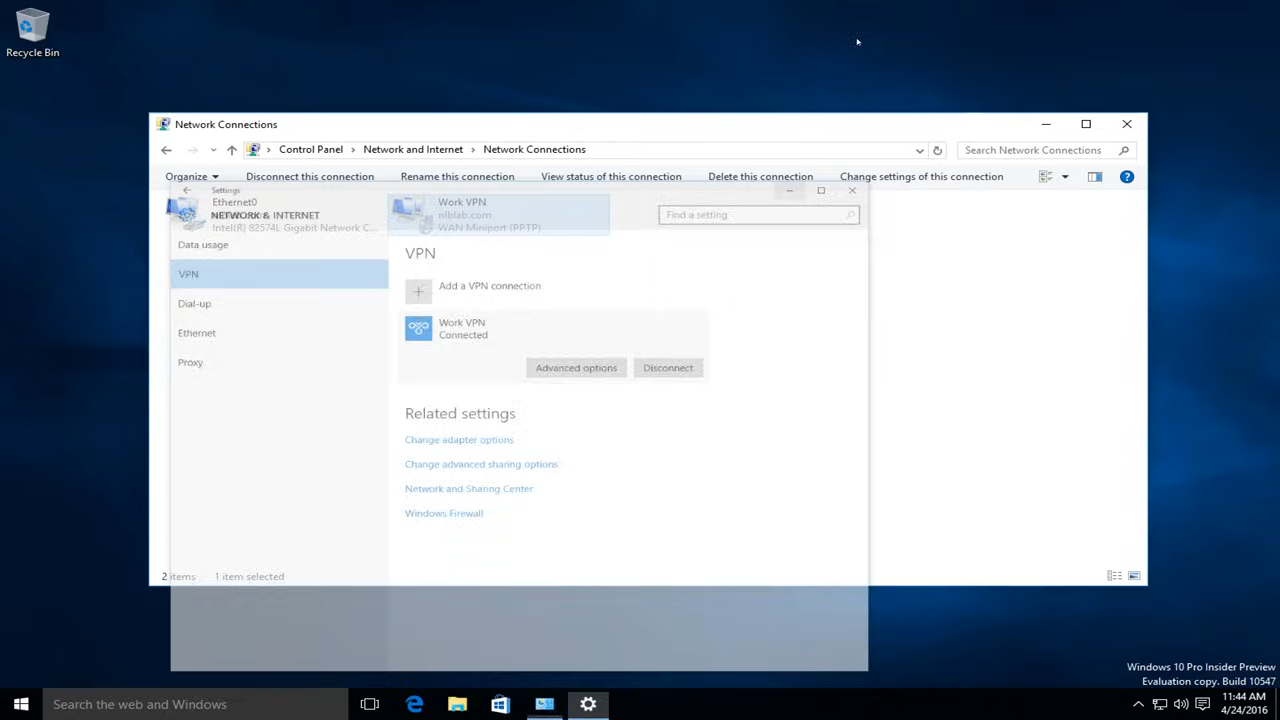 Recycle Bin
Network Connections
Control Panel Network and Internet Network Connections
Search Network Connections
Organize Disconnect this connection Rename this connection View status of this connection Delete this connection Change settings of this connection
Settings
Ethernet0
Intel(R) 82574L Gigabit Network C...
Work VPN
nlblab.com
WAN Miniport (PPTP)
NETWORK & INTERNET
Find a setting
Data usage
VPN
Dial-up
Ethernet
Proxy
VPN
Add a VPN connection
Work VPN
Connected
Advanced options Disconnect
Related settings
Change adapter options
Change advanced sharing options
Network and Sharing Center
Windows Firewall
2 items 1 item selected
Windows 10 Pro Insider Preview
Evaluation copy. Build 10547
Search the web and Windows
11:44 AM
4/24/2016